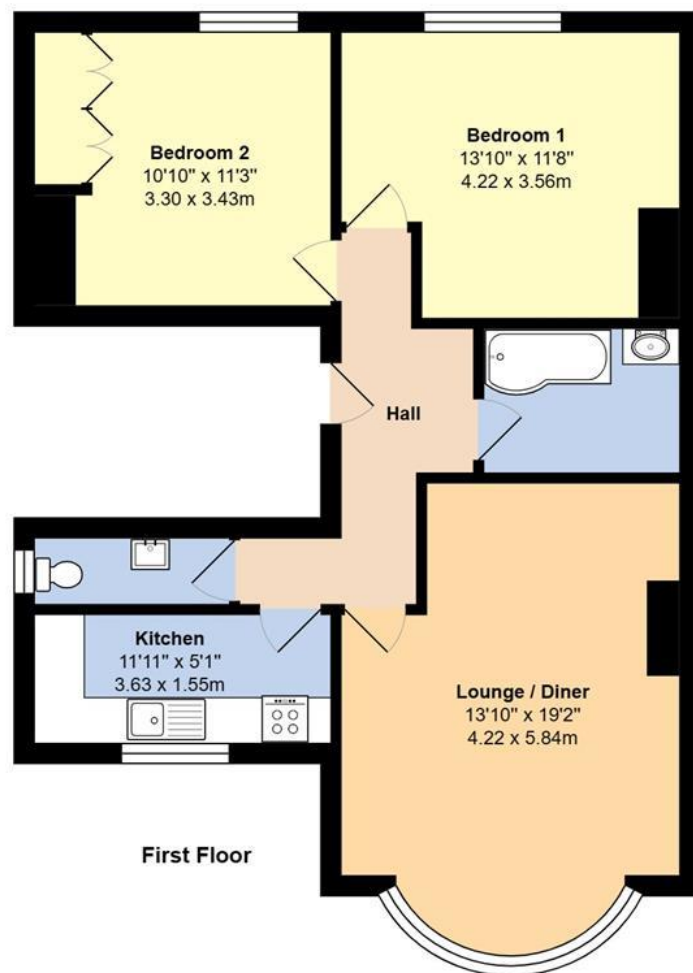 Bedroom 2
10'10" x 11'3"
3.30 x 3.43m
Bedroom 1
13'10" x 11'8"
4.22 x 3.56m
Hall
Kitchen
11'11" x 5'1"
3.63 x 1.55m
Lounge / Diner
13'10" x 19'2"
4.22 x 5.84m
First Floor